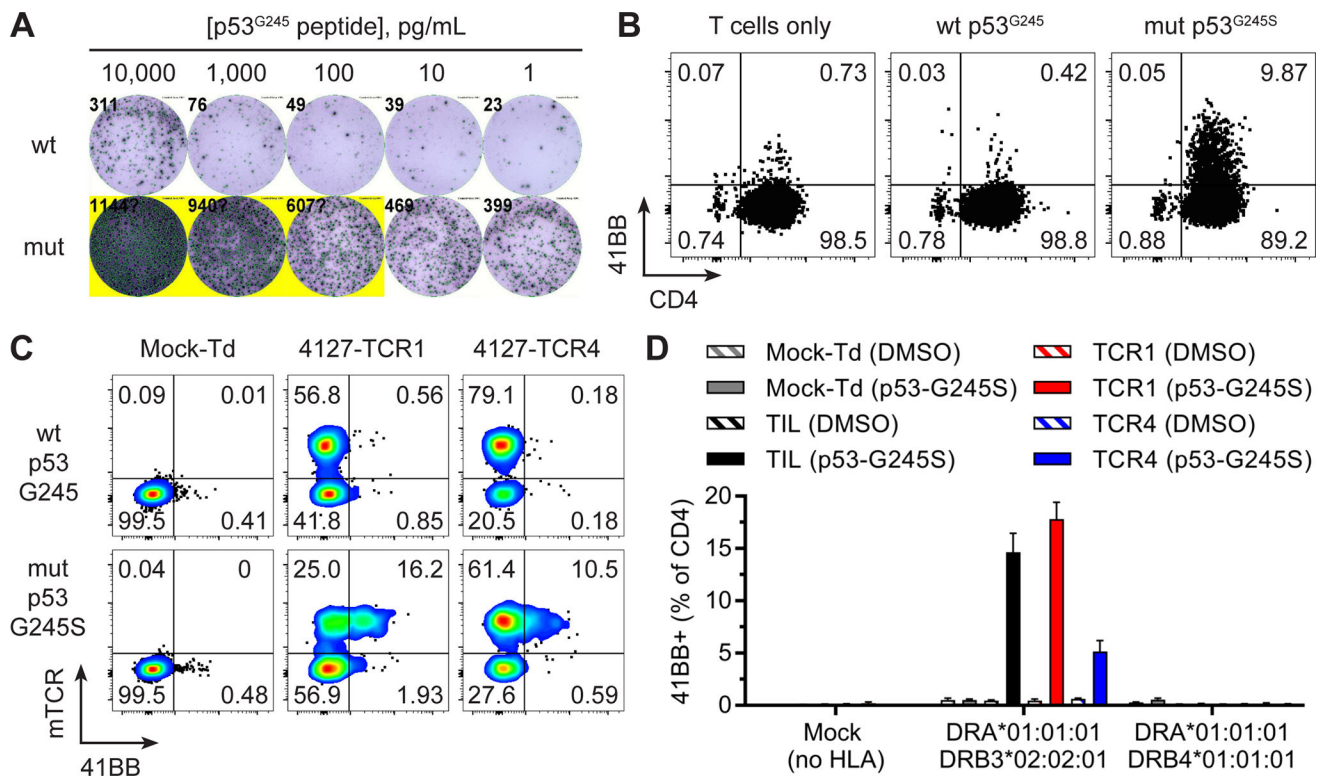 A
[p53G245 peptide], pg/mL
10,000 1,000 100 10 1
wt
311 76 49 39 23
mut
1144? 940? 607? 469 399
B
T cells only wt p53G245 mut p53G245S
0.07 0.73 0.03 0.42 0.05 9.87
0.74 98.5 0.78 98.8 0.88 89.2
41BB
CD4
C
Mock-Td 4127-TCR1 4127-TCR4
wt
p53
G245
0.09 0.01 56.8 0.56 79.1 0.18
99.5 0.41 41.8 0.85 20.5 0.18
mut
p53
G245S
0.04 0 25.0 16.2 61.4 10.5
99.5 0.48 56.9 1.93 27.6 0.59
mTCR
41BB
D
Mock-Td (DMSO) TCR1 (DMSO)
Mock-Td (p53-G245S) TCR1 (p53-G245S)
TIL (DMSO) TCR4 (DMSO)
TIL (p53-G245S) TCR4 (p53-G245S)
41BB+ (% of CD4)
20
15
10
5
0
Mock DRA*01:01:01 DRA*01:01:01
(no HLA) DRB3*02:02:01 DRB4*01:01:01